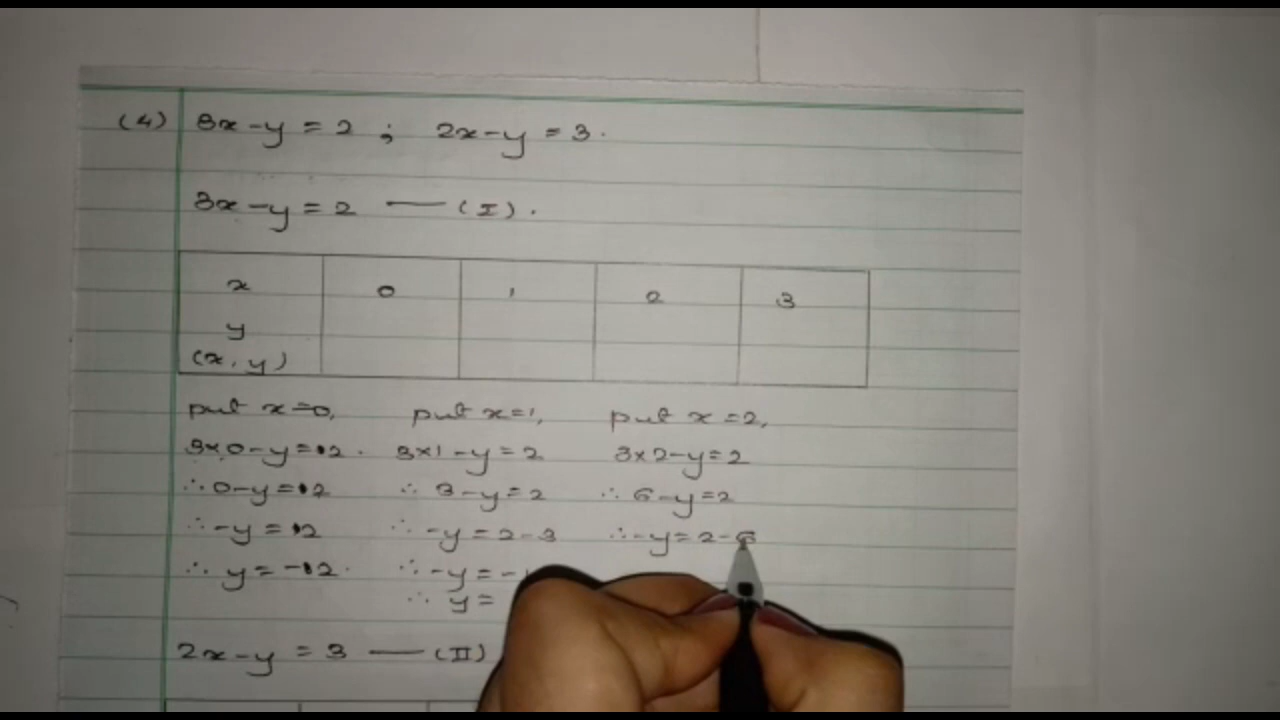 (4) 3x-y = 2 ; 2x-y = 3.
3x-y = 2 — (I).
x 0 1 2 3
y
(x, y)
put x=0, put x=1, put x=2,
3×0-y=2. 3×1-y=2 3×2-y=2
∴ 0-y=2 ∴ 3-y=2 ∴ 6-y=2
∴ -y=2 ∴ -y=2-3 ∴ -y=2-6
∴ y=-2. ∴ -y=-1
∴ y=
2x-y = 3 — (II)